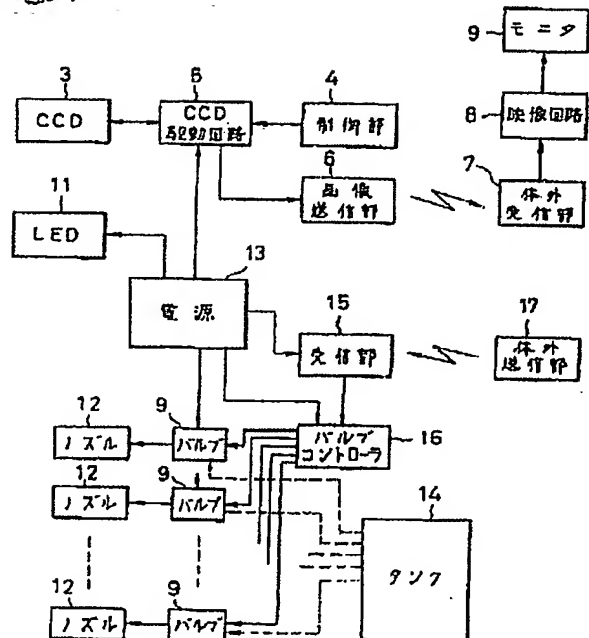 9
モニタ
3
5
4
8
映像回路
CCD
CCD
駆動回路
制御部
6
7
11
画像
送信部
体外
受信部
LED
13
電源
15
17
受信部
体外
送信部
12
9
ノズル
バルブ
バルブ
コントローラ
16
12
9
ノズル
バルブ
14
タンク
12
9
ノズル
バルブ